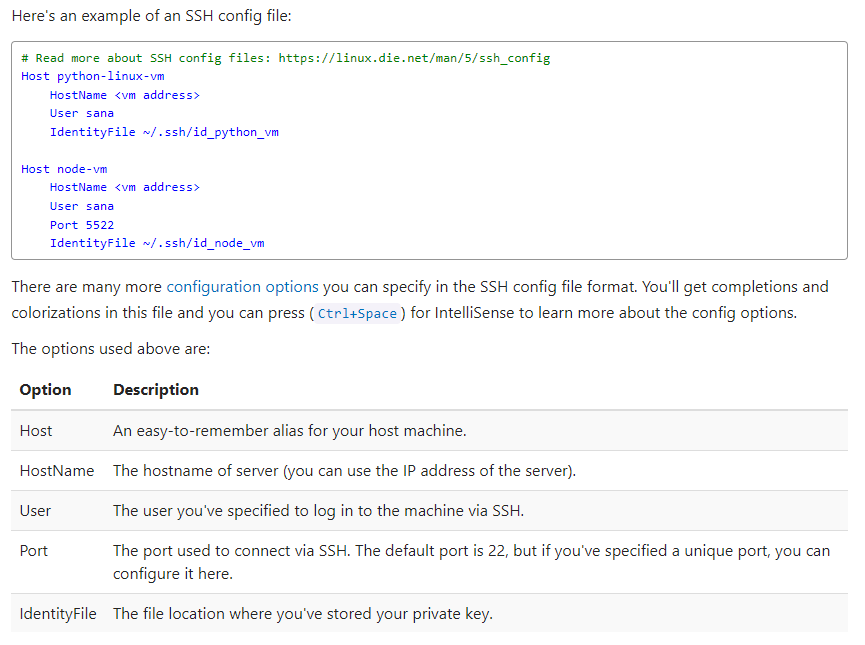 Here's an example of an SSH config file:
# Read more about SSH config files: https://linux.die.net/man/5/ssh_config
Host python-linux-vm
    HostName <vm address>
    User sana
    IdentityFile ~/.ssh/id_python_vm

Host node-vm
    HostName <vm address>
    User sana
    Port 5522
    IdentityFile ~/.ssh/id_node_vm
There are many more configuration options you can specify in the SSH config file format. You'll get completions and
colorizations in this file and you can press (Ctrl+Space) for IntelliSense to learn more about the config options.
The options used above are:
Option Description
Host An easy-to-remember alias for your host machine.
HostName The hostname of server (you can use the IP address of the server).
User The user you've specified to log in to the machine via SSH.
Port The port used to connect via SSH. The default port is 22, but if you've specified a unique port, you can
configure it here.
IdentityFile The file location where you've stored your private key.